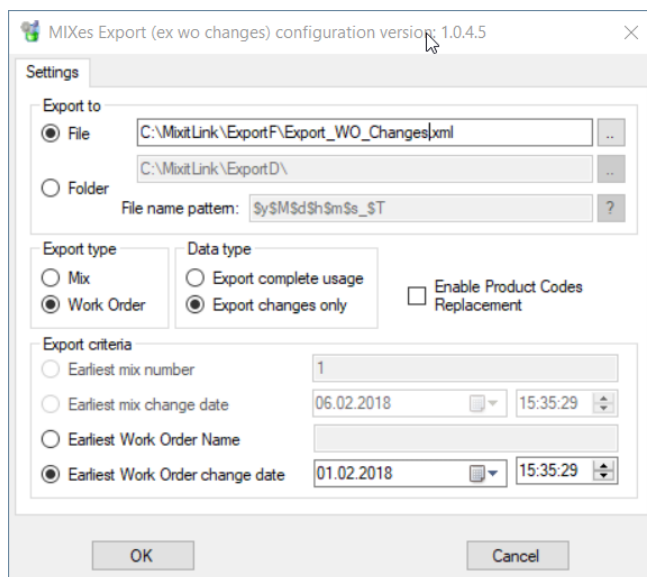 MIXes Export (ex wo changes) configuration version: 1.0.4.5
Settings
Export to
File
C:\MixitLink\ExportF\Export_WO_Changes.xml
..
C:\MixitLink\ExportD\
..
Folder
File name pattern:
$y$M$d$h$m$s_$T
?
Export type
Mix
Work Order
Data type
Export complete usage
Export changes only
Enable Product Codes
Replacement
Export criteria
Earliest mix number
1
Earliest mix change date
06.02.2018
15:35:29
Earliest Work Order Name
Earliest Work Order change date
01.02.2018
15:35:29
OK
Cancel